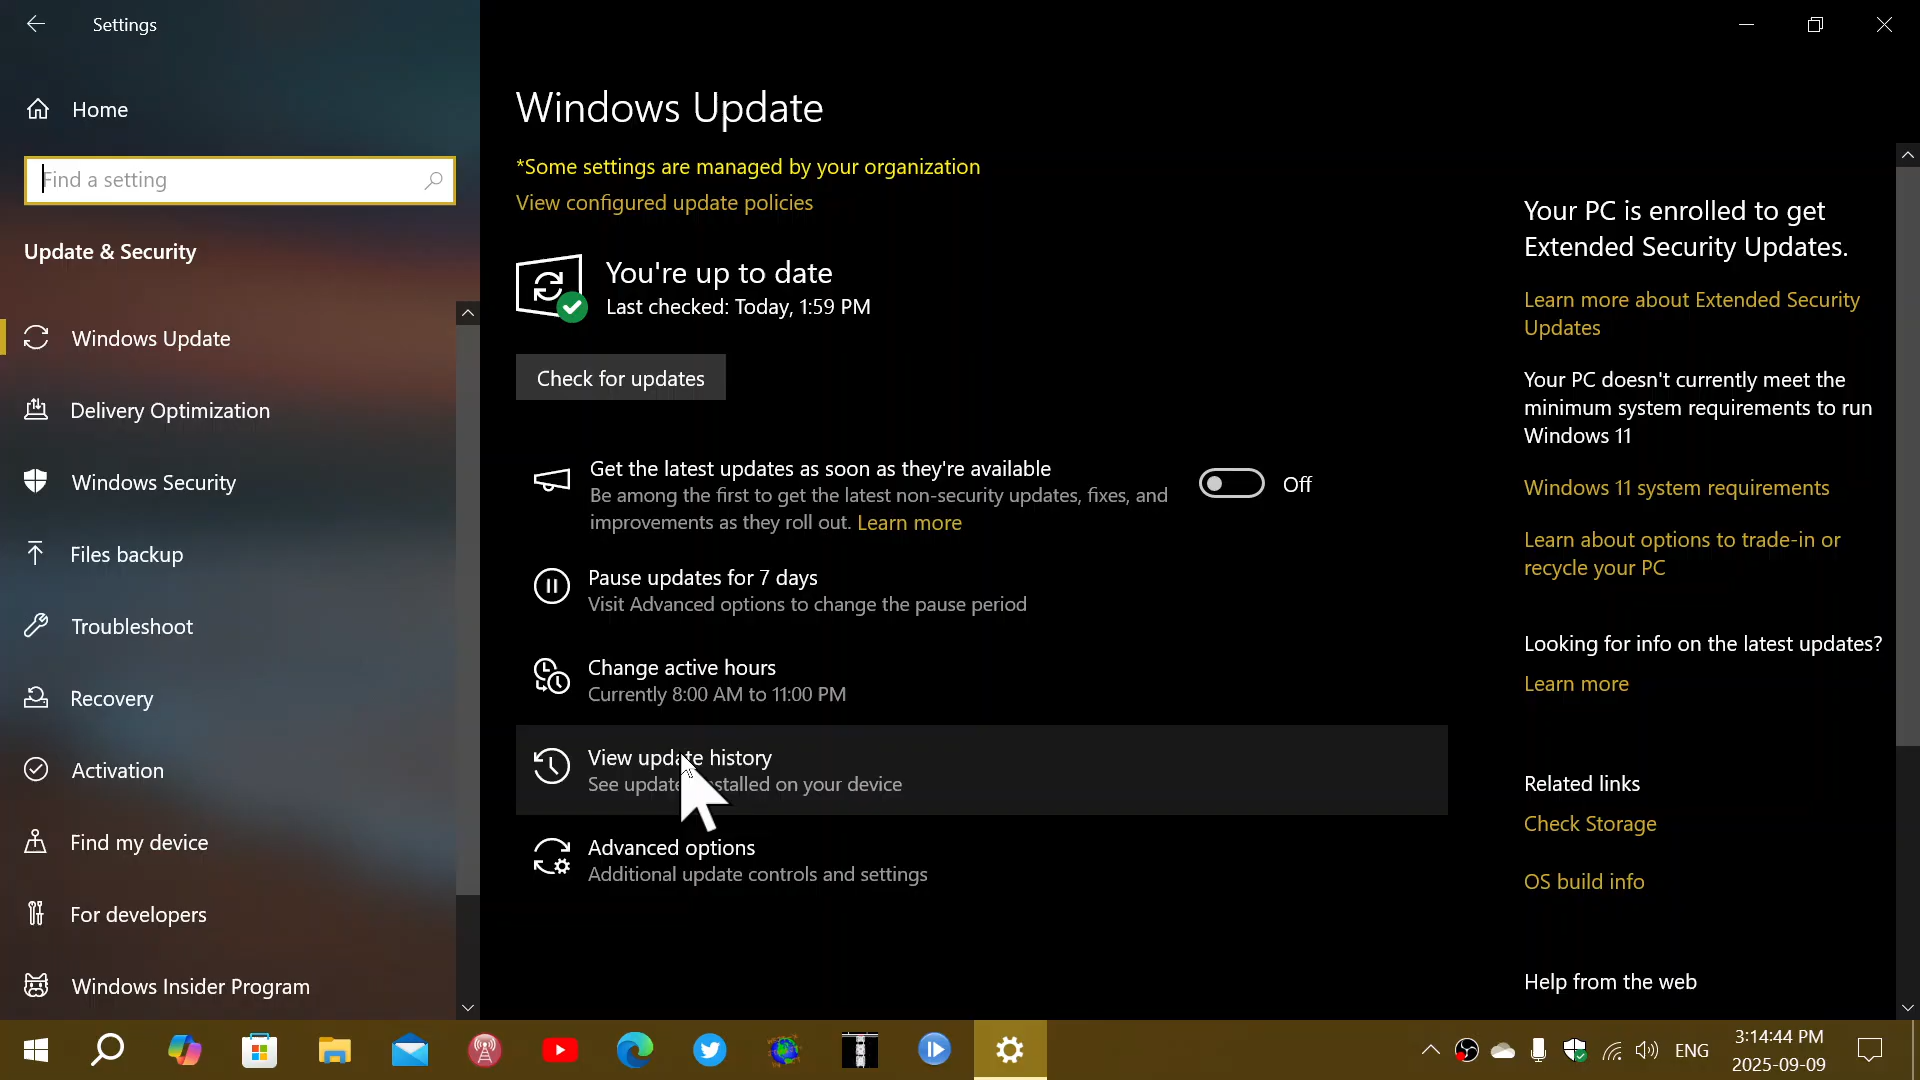 Settings
Home
Find a setting
Update & Security
Windows Update
Delivery Optimization
Windows Security
Files backup
Troubleshoot
Recovery
Activation
Find my device
For developers
Windows Insider Program
Windows Update
*Some settings are managed by your organization
View configured update policies
You're up to date
Last checked: Today, 1:59 PM
Check for updates
Get the latest updates as soon as they're available
Be among the first to get the latest non-security updates, fixes, and
improvements as they roll out. Learn more
Off
Pause updates for 7 days
Visit Advanced options to change the pause period
Change active hours
Currently 8:00 AM to 11:00 PM
View update history
See updates installed on your device
Advanced options
Additional update controls and settings
Your PC is enrolled to get
Extended Security Updates.
Learn more about Extended Security
Updates
Your PC doesn't currently meet the
minimum system requirements to run
Windows 11
Windows 11 system requirements
Learn about options to trade-in or
recycle your PC
Looking for info on the latest updates?
Learn more
Related links
Check Storage
OS build info
Help from the web
ENG
3:14:44 PM
2025-09-09